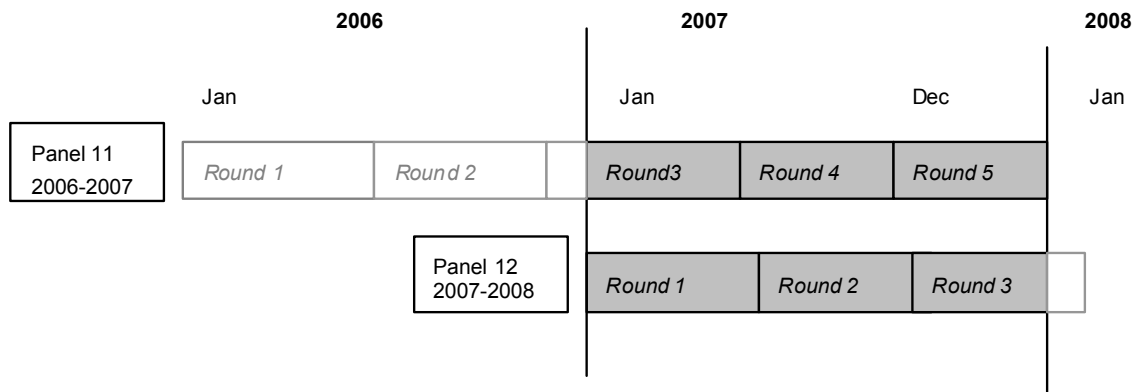 2006 2007 2008
Jan Jan Dec Jan
Panel 11
2006-2007
Round 1 Round 2 Round3 Round 4 Round 5
Panel 12
2007-2008
Round 1 Round 2 Round 3